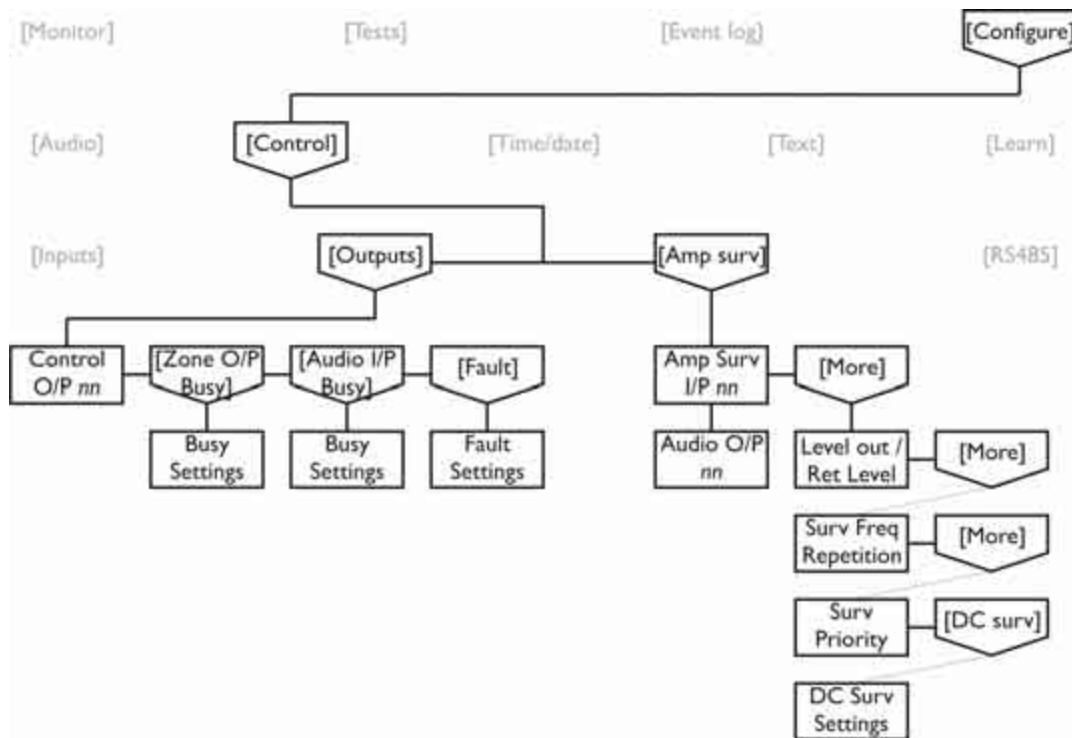 [Monitor] [Tests] [Event log] [Configure]
[Audio] [Control] [Time/date] [Text] [Learn]
[Inputs] [Outputs] [Amp surv] [RS485]
Control
O/P nn
[Zone O/P
Busy]
[Audio I/P
Busy]
[Fault]
Amp Surv
I/P nn
[More]
Busy
Settings
Busy
Settings
Fault
Settings
Audio O/P
nn
Level out /
Ret Level
[More]
Surv Freq
Repetition
[More]
Surv
Priority
[DC surv]
DC Surv
Settings